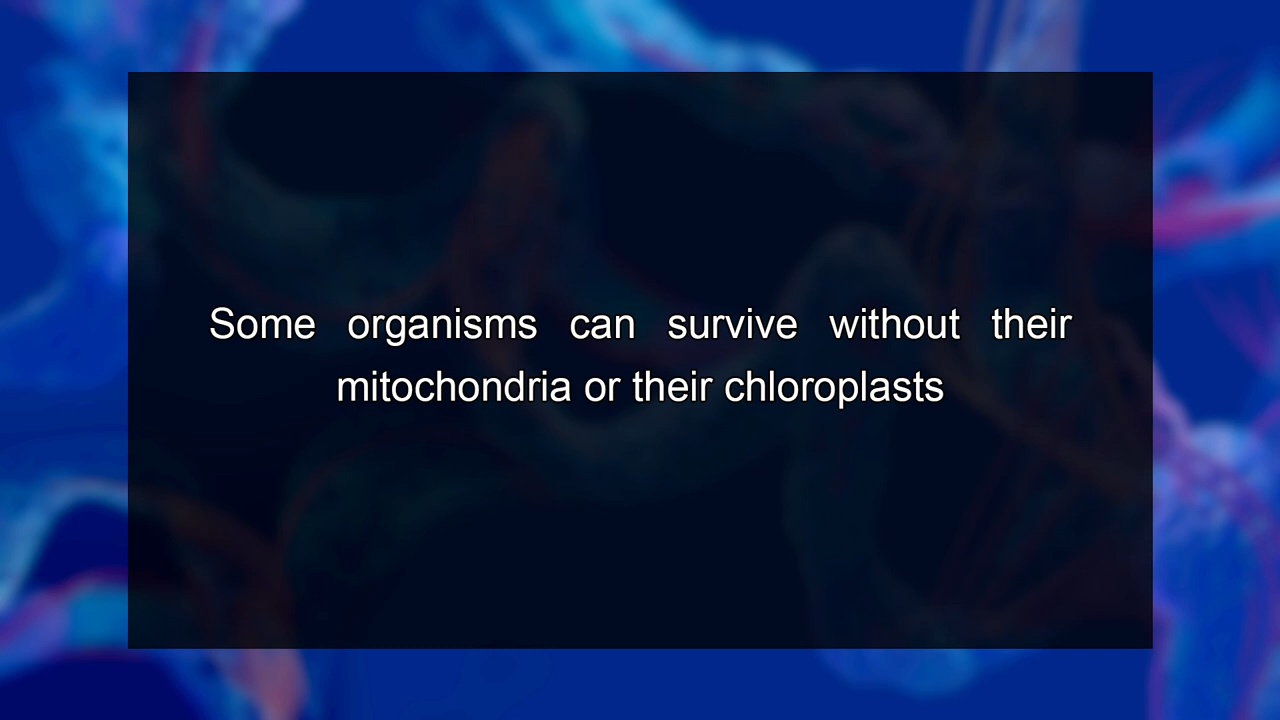 Some organisms can survive without their
mitochondria or their chloroplasts